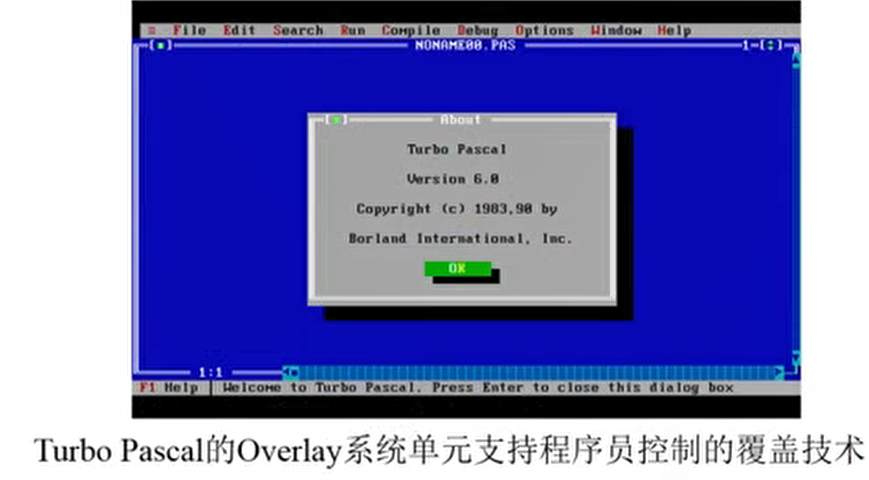 ≡ File Edit Search Run Compile Debug Options Window Help
NONAME00.PAS 1
About
Turbo Pascal
Version 6.0
Copyright (c) 1983,90 by
Borland International, Inc.
OK
1:1
F1 Help | Welcome to Turbo Pascal. Press Enter to close this dialog box
Turbo Pascal的Overlay系统单元支持程序员控制的覆盖技术